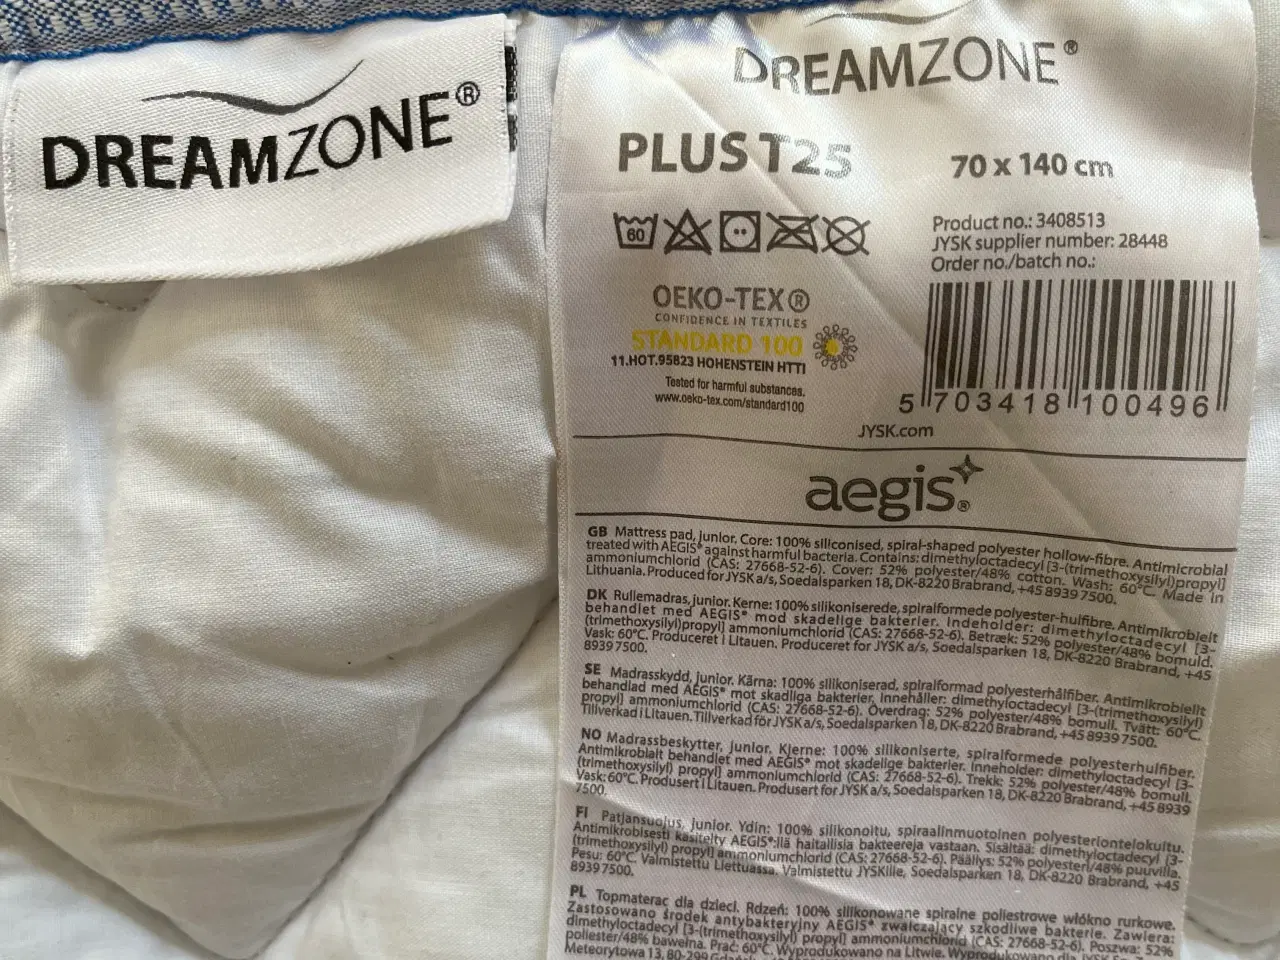 DREAMZONE®
DREAMZONE®
PLUS T25
70 x 140 cm
60
Product no.: 3408513
JYSK supplier number: 28448
Order no./batch no.:
OEKO-TEX®
CONFIDENCE IN TEXTILES
STANDARD 100
11.HOT.95823 HOHENSTEIN HTTI
Tested for harmful substances.
www.oeko-tex.com/standard100
5 703418 100496
JYSK.com
aegis®
GB Mattress pad, junior. Core: 100% siliconised, spiral-shaped polyester hollow-fibre. Antimicrobial
treated with AEGIS® against harmful bacteria. Contains: dimethyloctadecyl [3-(trimethoxysilyl)propyl]
ammoniumchlorid (CAS: 27668-52-6). Cover: 52% polyester/48% cotton. Wash: 60°C. Made in
Lithuania. Produced for JYSK a/s, Soedalsparken 18, DK-8220 Brabrand, +45 8939 7500.
DK Rullemadras, junior. Kerne: 100% silikoniserede, spiralformede polyester-hulfibre. Antimikrobielt
behandlet med AEGIS® mod skadelige bakterier. Indeholder: dimethyloctadecyl [3-
(trimethoxysilyl)propyl] ammoniumchlorid (CAS: 27668-52-6). Betræk: 52% polyester/48% bomuld.
Vask: 60°C. Produceret i Litauen. Produceret for JYSK a/s, Soedalsparken 18, DK-8220 Brabrand, +45
8939 7500.
SE Madrasskydd, junior. Kärna: 100% silikoniserad, spiralformad polyesterhålfiber. Antimikrobiellt
behandlad med AEGIS® mot skadliga bakterier. Innehåller: dimethyloctadecyl [3-(trimethoxysilyl)
propyl] ammoniumchlorid (CAS: 27668-52-6). Överdrag: 52% polyester/48% bomull. Tvätt: 60°C.
Tillverkad i Litauen. Tillverkad för JYSK a/s, Soedalsparken 18, DK-8220 Brabrand, +45 8939 7500.
NO Madrassbeskytter, junior. Kjerne: 100% silikoniserte, spiralformede polyesterhulfiber.
Antimikrobialt behandlet med AEGIS® mot skadelige bakterier. Inneholder: dimethyloctadecyl [3-
(trimethoxysilyl) propyl] ammoniumchlorid (CAS: 27668-52-6). Trekk: 52% polyester/48% bomull.
Vask: 60°C. Produsert i Litauen. Produsert for JYSK a/s, Soedalsparken 18, DK-8220 Brabrand, +45 8939
7500.
FI Patjansuojus, junior. Ydin: 100% silikonoitu, spiraalinmuotoinen polyesteriontelokuitu.
Antimikrobisesti käsitelty AEGIS®:llä haitallisia bakteereja vastaan. Sisältää: dimethyloctadecyl [3-
(trimethoxysilyl) propyl] ammoniumchlorid (CAS: 27668-52-6). Päällys: 52% polyesteri/48% puuvilla.
Pesu: 60°C. Valmistettu Liettuassa. Valmistettu JYSKille, Soedalsparken 18, DK-8220 Brabrand, +45
8939 7500.
PL Topmaterac dla dzieci. Rdzeń: 100% silikonowane spiralne poliestrowe włókno rurkowe.
Zastosowano środek antybakteryjny AEGIS® zwalczający szkodliwe bakterie. Zawiera:
dimethyloctadecyl [3-(trimethoxysilyl) propyl] ammoniumchlorid (CAS: 27668-52-6). Poszwa: 52%
poliester/48% bawełna. Prać: 60°C. Wyprodukowano na Litwie. Wyprodukowano dla JYSK
Meteorytowa 13, 80-299